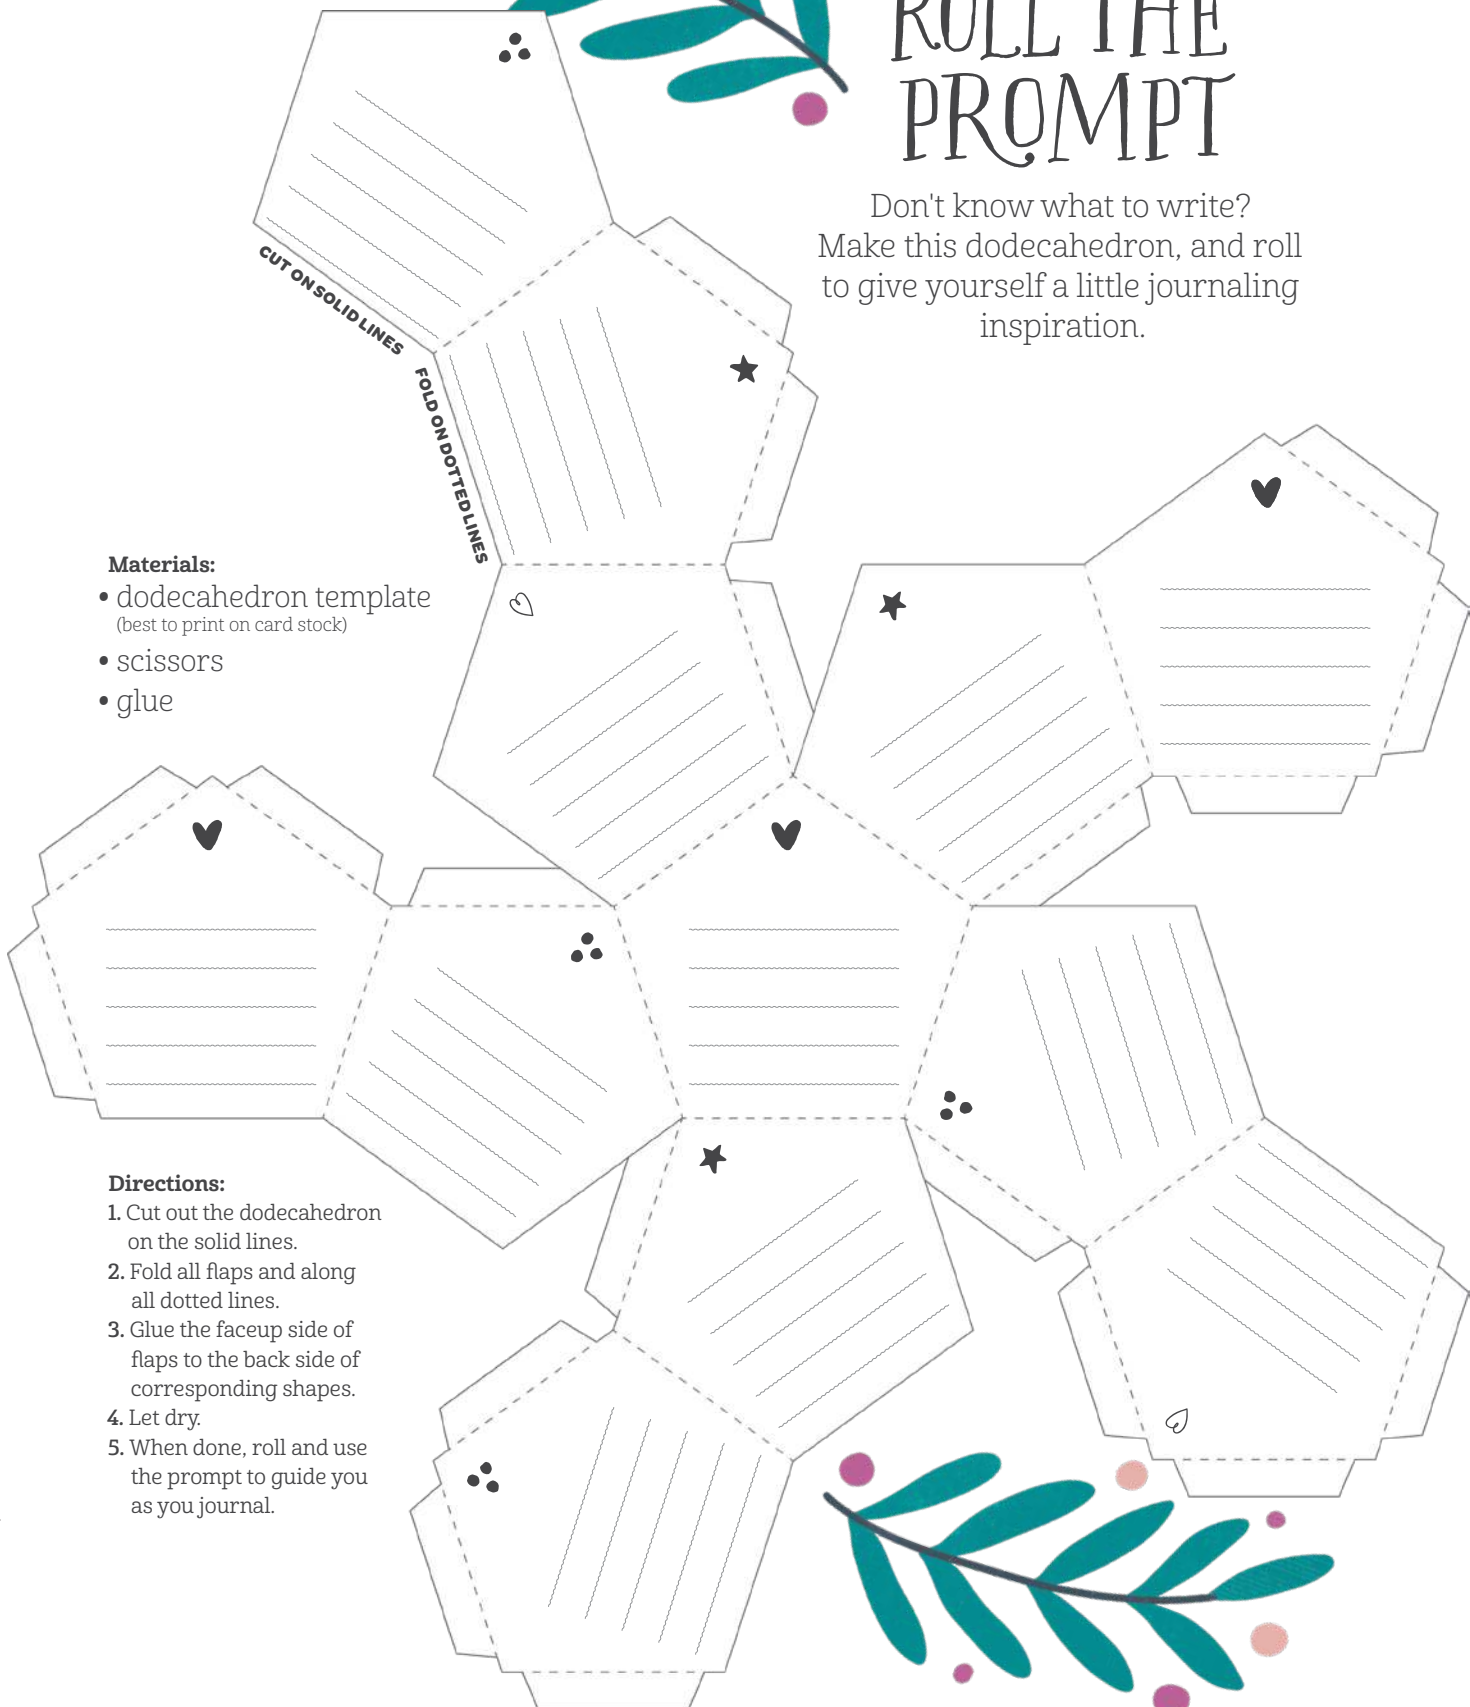 ROLL THE
PROMPT
Don't know what to write?
Make this dodecahedron, and roll
to give yourself a little journaling
inspiration.
CUT ON SOLID LINES
FOLD ON DOTTED LINES
Materials:
• dodecahedron template
(best to print on card stock)
• scissors
• glue
Directions:
1. Cut out the dodecahedron
on the solid lines.
2. Fold all flaps and along
all dotted lines.
3. Glue the faceup side of
flaps to the back side of
corresponding shapes.
4. Let dry.
5. When done, roll and use
the prompt to guide you
as you journal.